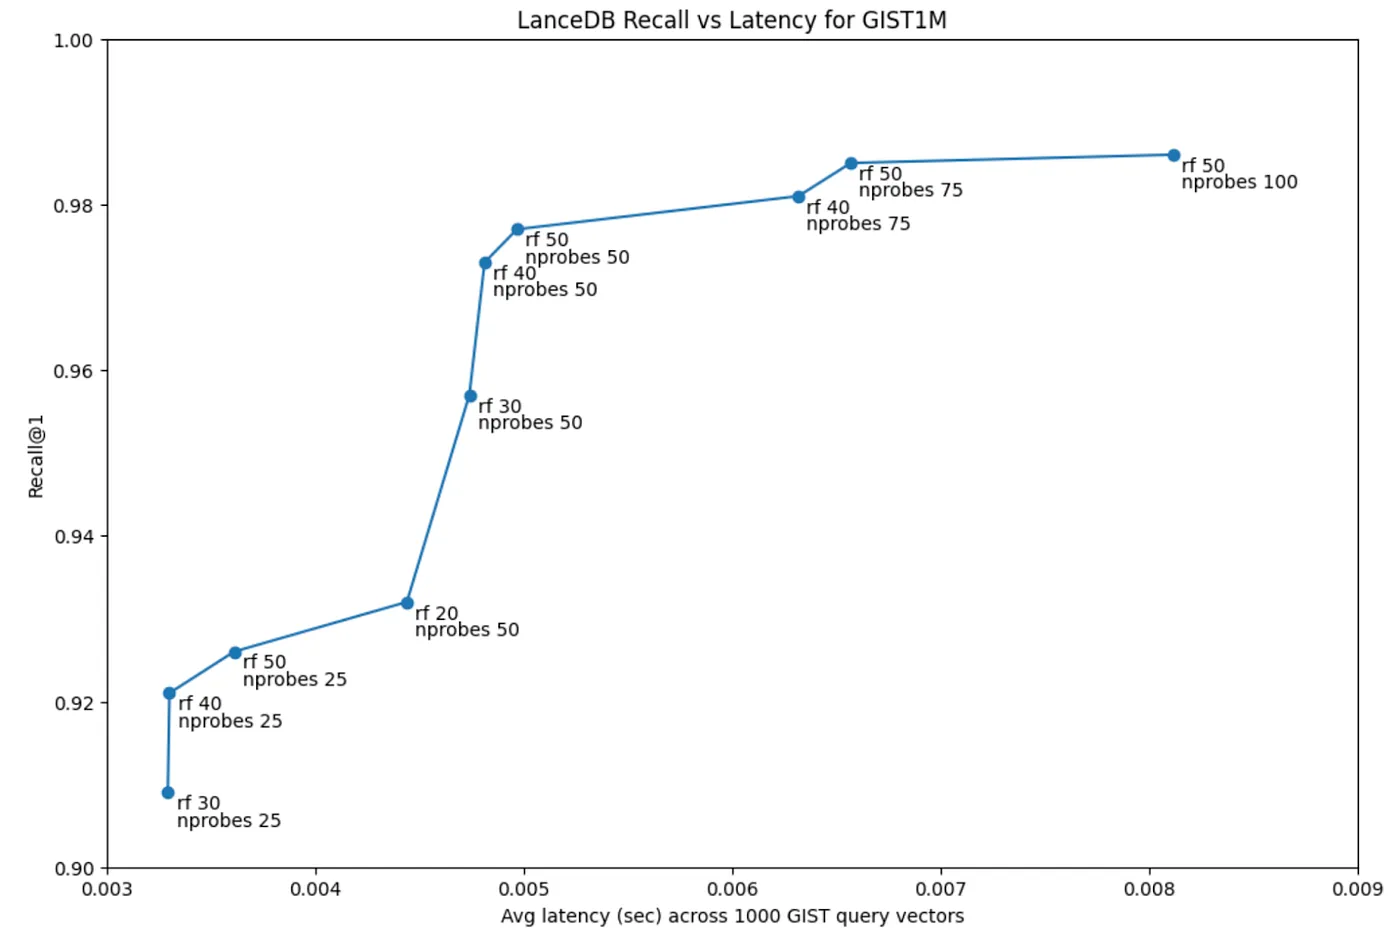 LanceDB Recall vs Latency for GIST1M
1.00
0.98
0.96
0.94
0.92
0.90
Recall@1
rf 50
nprobes 100
rf 50
nprobes 75
rf 40
nprobes 75
rf 50
nprobes 50
rf 40
nprobes 50
rf 30
nprobes 50
rf 20
nprobes 50
rf 50
nprobes 25
rf 40
nprobes 25
rf 30
nprobes 25
0.003 0.004 0.005 0.006 0.007 0.008 0.009
Avg latency (sec) across 1000 GIST query vectors